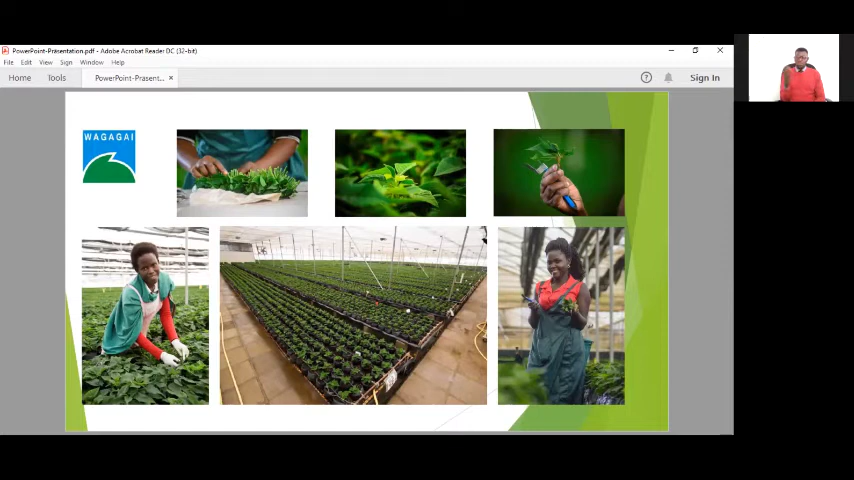 PowerPoint-Präsentation.pdf - Adobe Acrobat Reader DC (32-bit)
File Edit View Sign Window Help
Home Tools PowerPoint-Prasent... × Sign In
WAGAGAI